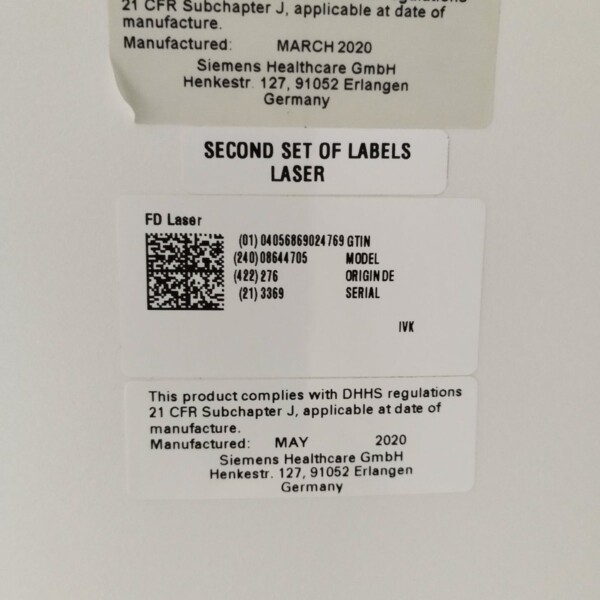 21 CFR Subchapter J, applicable at date of
manufacture.
Manufactured: MARCH 2020
Siemens Healthcare GmbH
Henkestr. 127, 91052 Erlangen
Germany
SECOND SET OF LABELS
LASER
FD Laser
(01) 04056869024769 GTIN
(240) 08644705 MODEL
(422) 276 ORIGIN DE
(21) 3369 SERIAL
IVK
This product complies with DHHS regulations
21 CFR Subchapter J, applicable at date of
manufacture.
Manufactured: MAY 2020
Siemens Healthcare GmbH
Henkestr. 127, 91052 Erlangen
Germany